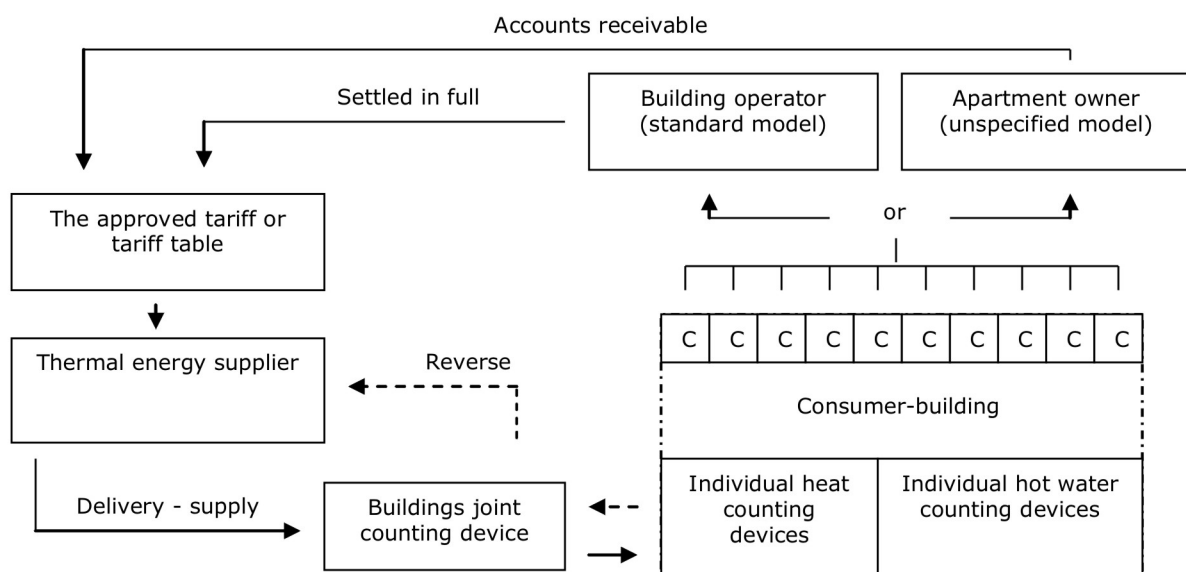 Accounts receivable
Settled in full
Building operator
(standard model)
Apartment owner
(unspecified model)
The approved tariff or
tariff table
or
C C C C C C C C C C
Thermal energy supplier
Reverse
Consumer-building
Delivery - supply
Buildings joint
counting device
Individual heat
counting
devices
Individual hot water
counting devices